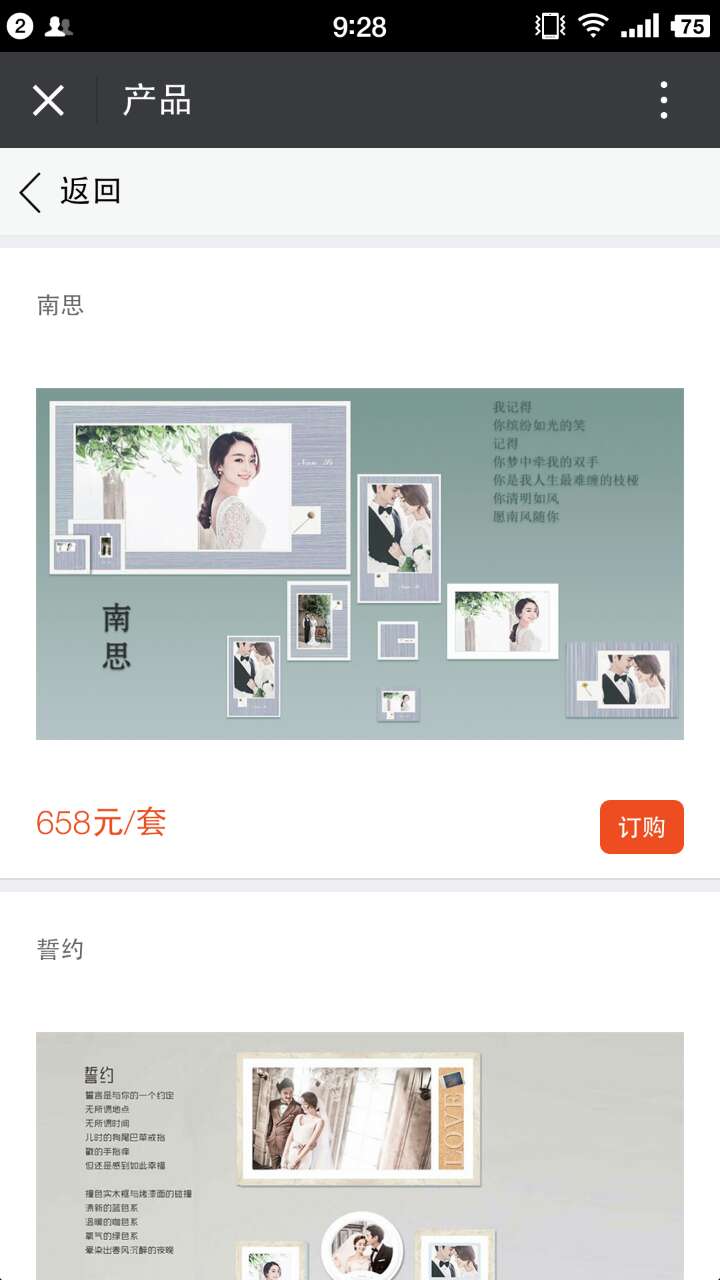 2
9:28
75
产品
返回
南思
我记得
你缤纷如光的笑
记得
你梦中牵我的双手
你是我人生最难缠的枝桠
你清明如风
愿南风随你
Nan Si
南
思
658元/套
订购
誓约
誓约
誓言是与你的一个约定
无所谓地点
无所谓时间
儿时的狗尾巴草戒指
戳的手指痒
但还是感到如此幸福
撞色实木框与烤漆面的碰撞
清新的蓝色系
温暖的咖色系
氧气的绿色系
晕染出春风沉醉的夜晚
LOVE